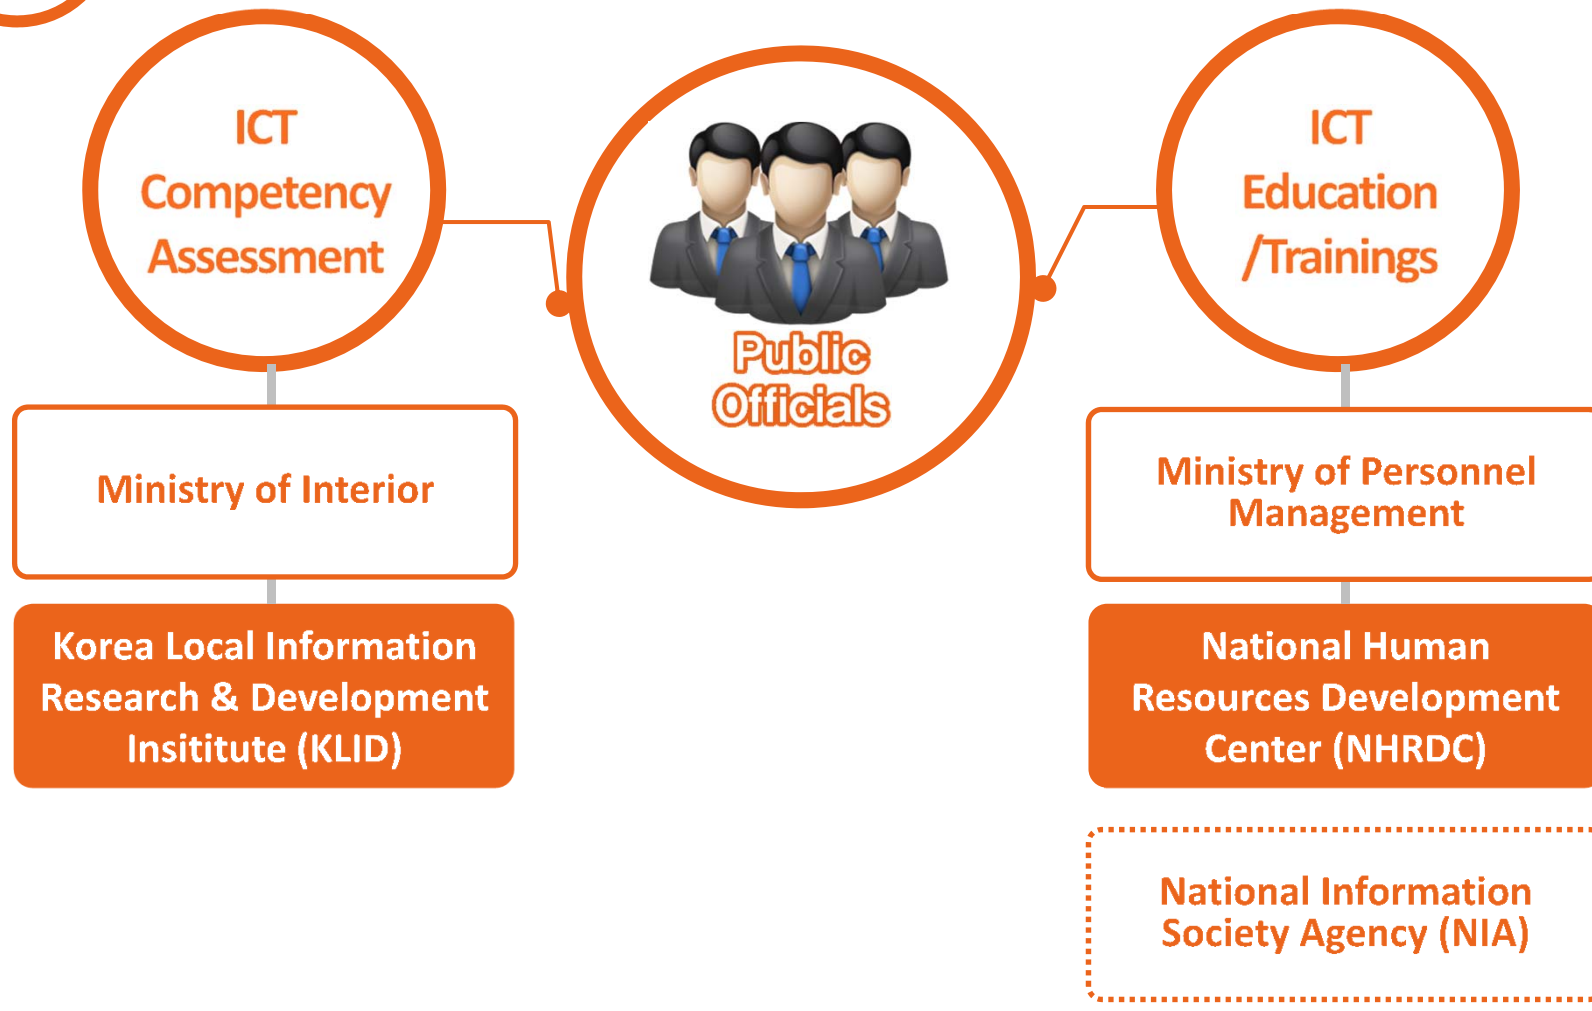 ICT
Competency
Assessment
Public
Officials
ICT
Education
/Trainings
Ministry of Interior
Korea Local Information
Research & Development
Insititute (KLID)
Ministry of Personnel
Management
National Human
Resources Development
Center (NHRDC)
National Information
Society Agency (NIA)